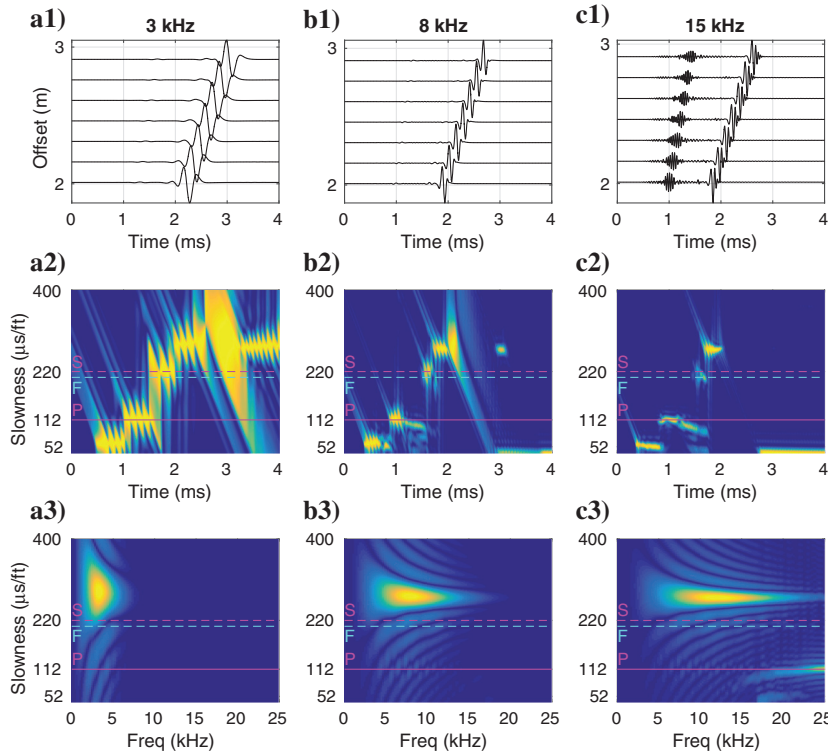 a1) 3 kHz b1) 8 kHz c1) 15 kHz
3 3 3
Offset (m)
2 2 2
0 1 2 3 4 0 1 2 3 4 0 1 2 3 4
Time (ms) Time (ms) Time (ms)
a2) b2) c2)
400 400 400
Slowness (µs/ft)
S S S
220 220 220
F F F
P P P
112 112 112
52 52 52
0 1 2 3 4 0 1 2 3 4 0 1 2 3 4
Time (ms) Time (ms) Time (ms)
a3) b3) c3)
400 400 400
Slowness (µs/ft)
S S S
220 220 220
F F F
P P P
112 112 112
52 52 52
0 5 10 15 20 25 0 5 10 15 20 25 0 5 10 15 20 25
Freq (kHz) Freq (kHz) Freq (kHz)